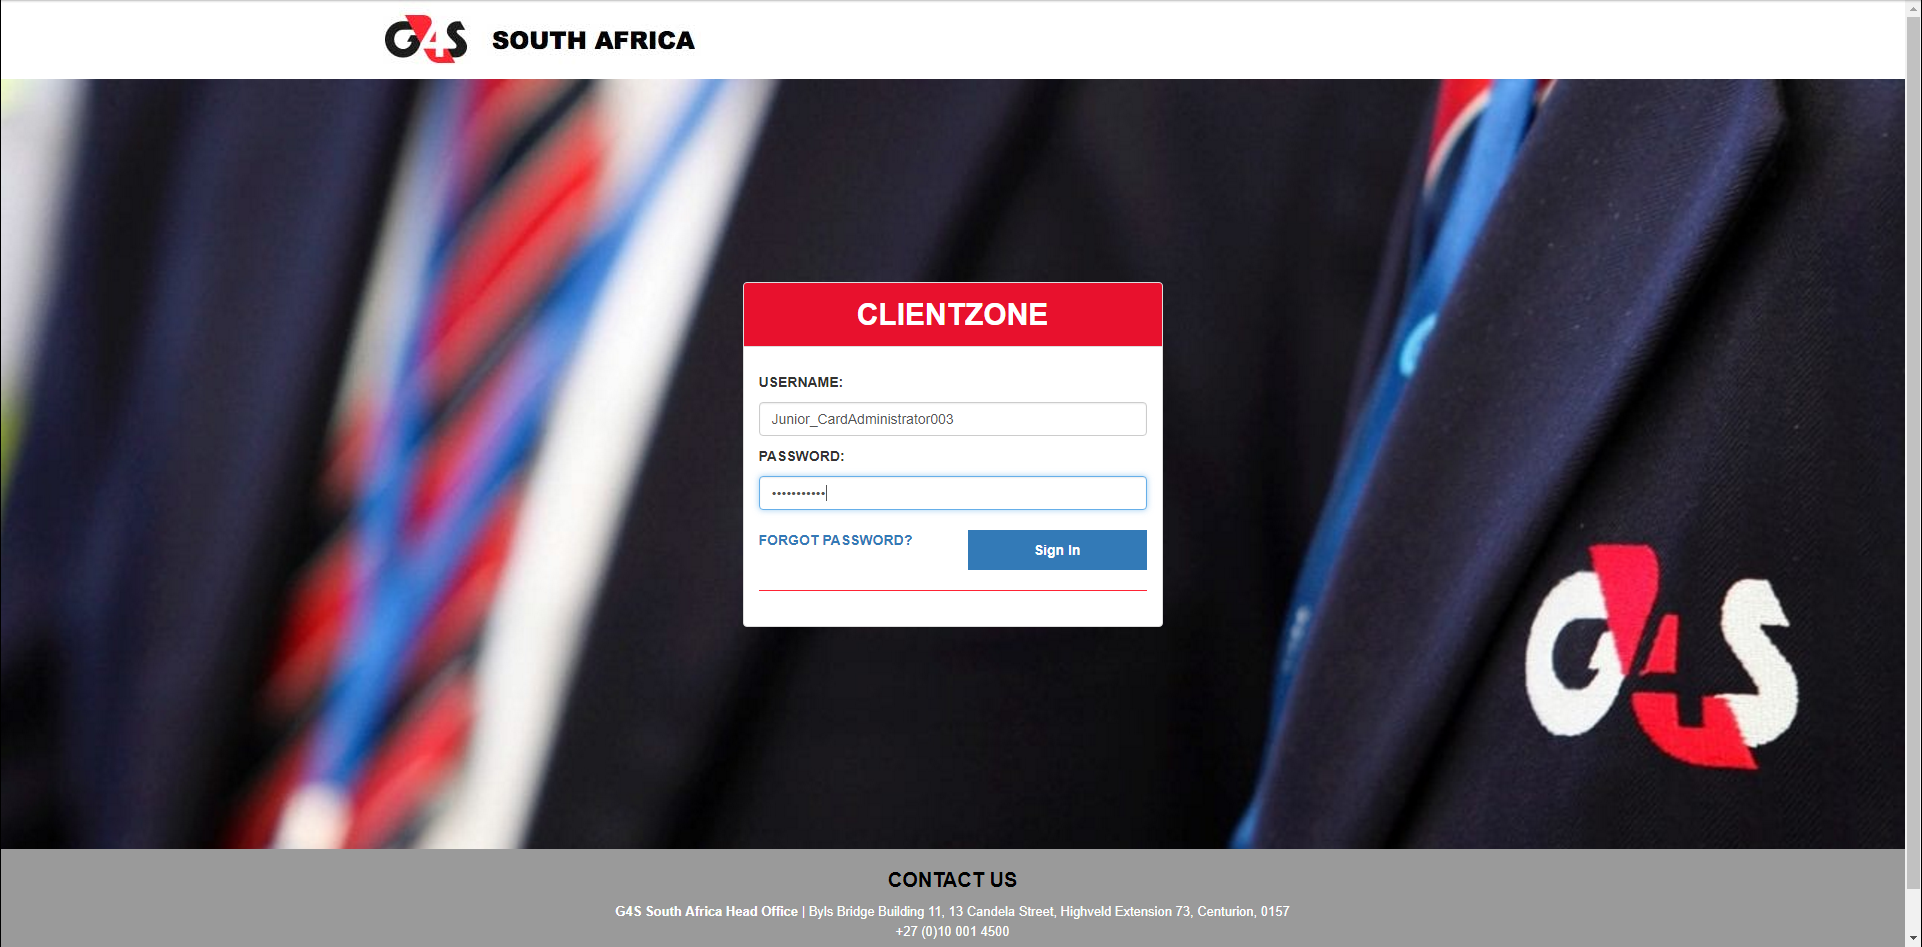 G4S SOUTH AFRICA
CLIENTZONE
USERNAME:
Junior_CardAdministrator003
PASSWORD:
•••••••••••
FORGOT PASSWORD?
Sign In
G4S
CONTACT US
G4S South Africa Head Office | Byls Bridge Building 11, 13 Candela Street, Highveld Extension 73, Centurion, 0157
+27 (0)10 001 4500